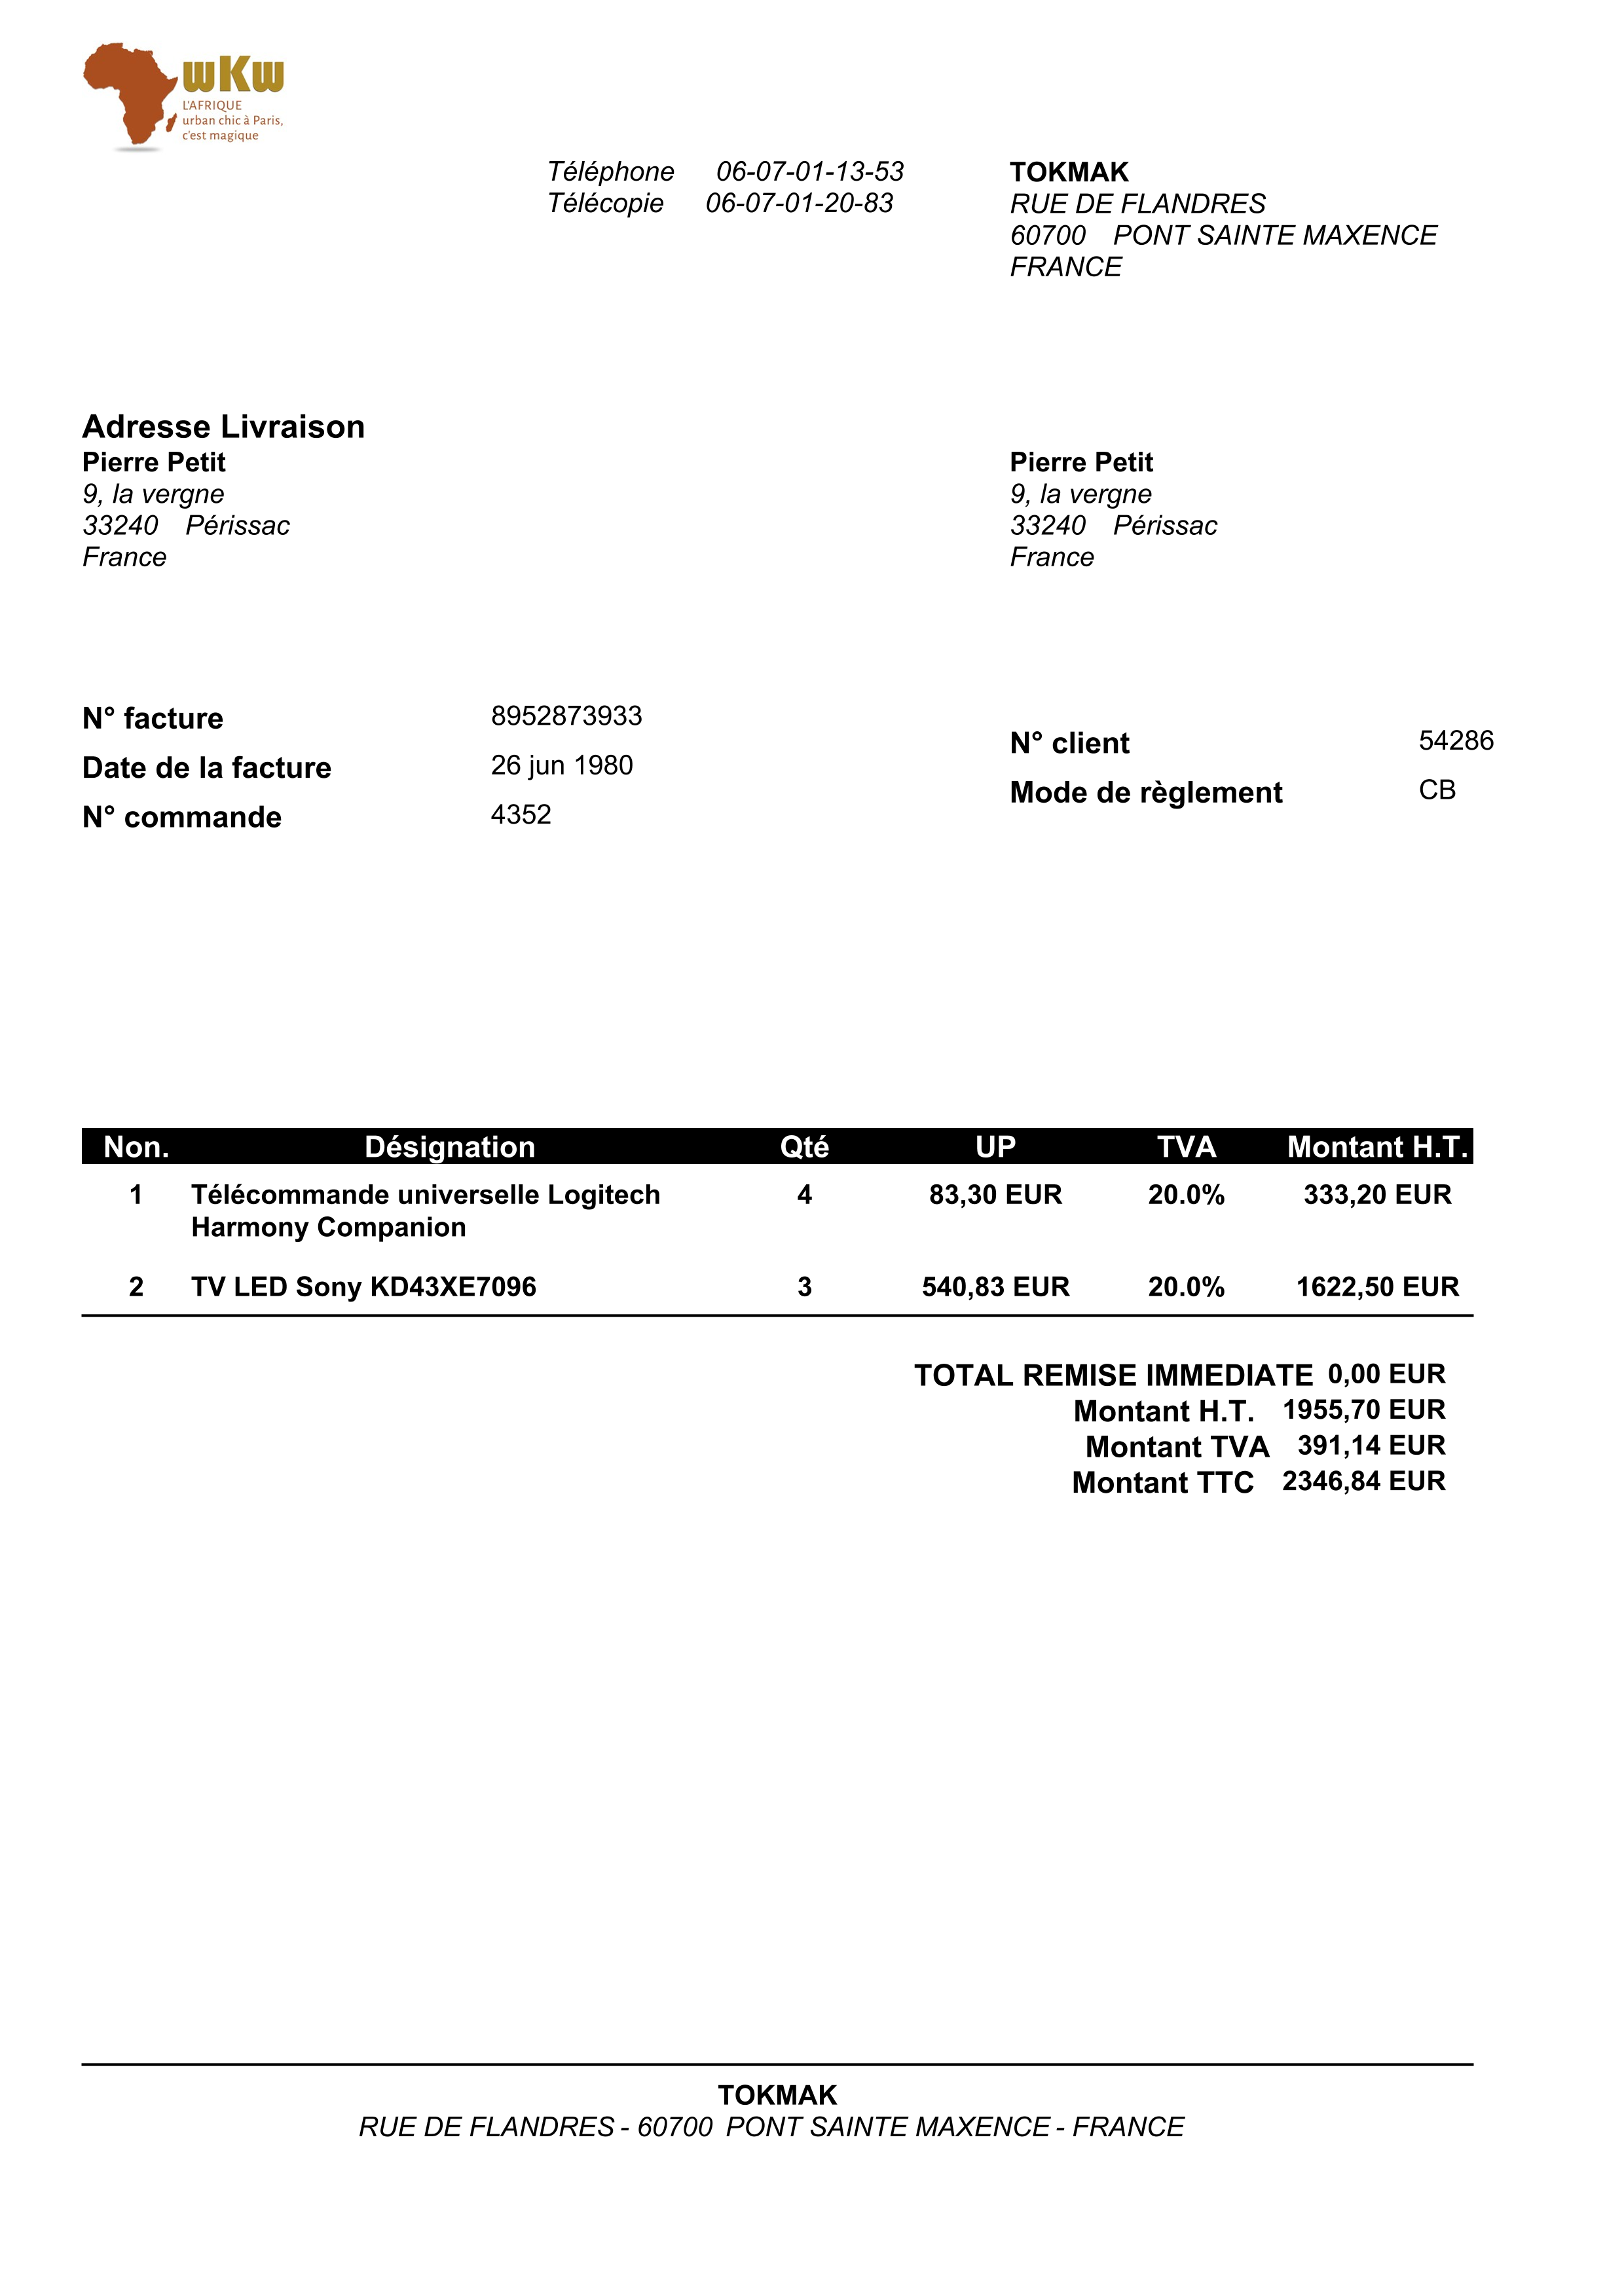 wKw
L'AFRIQUE
urban chic à Paris,
c'est magique
Téléphone 06-07-01-13-53
Télécopie 06-07-01-20-83
TOKMAK
RUE DE FLANDRES
60700 PONT SAINTE MAXENCE
FRANCE
Adresse Livraison
Pierre Petit
9, la vergne
33240 Périssac
France
Pierre Petit
9, la vergne
33240 Périssac
France
N° facture 8952873933
Date de la facture 26 jun 1980
N° commande 4352
N° client 54286
Mode de règlement CB
Non. Désignation Qté UP TVA Montant H.T.
1 Télécommande universelle Logitech 4 83,30 EUR 20.0% 333,20 EUR
Harmony Companion
2 TV LED Sony KD43XE7096 3 540,83 EUR 20.0% 1622,50 EUR
TOTAL REMISE IMMEDIATE 0,00 EUR
Montant H.T. 1955,70 EUR
Montant TVA 391,14 EUR
Montant TTC 2346,84 EUR
TOKMAK
RUE DE FLANDRES - 60700 PONT SAINTE MAXENCE - FRANCE